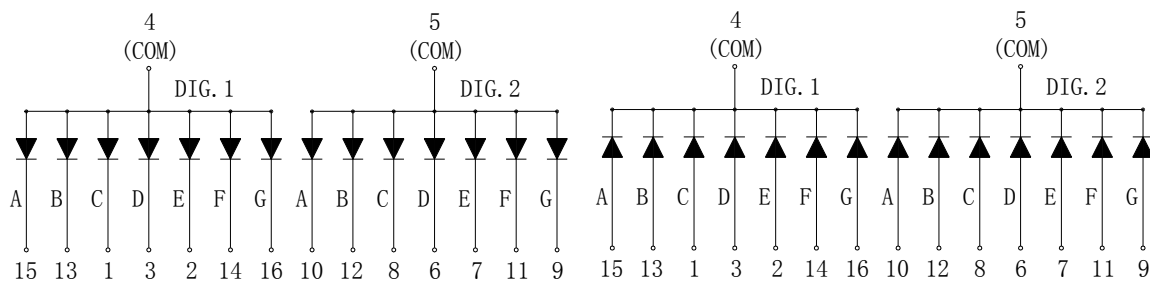 4 5 4 5
(COM) (COM) (COM) (COM)
DIG.1 DIG.2 DIG.1 DIG.2
A B C D E F G A B C D E F G A B C D E F G A B C D E F G
15 13 1 3 2 14 16 10 12 8 6 7 11 9 15 13 1 3 2 14 16 10 12 8 6 7 11 9